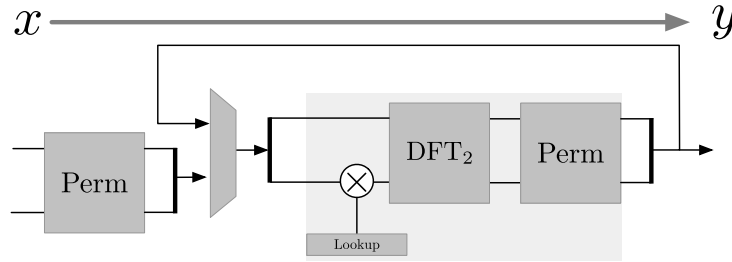 x y
Perm
DFT₂
Perm
Lookup